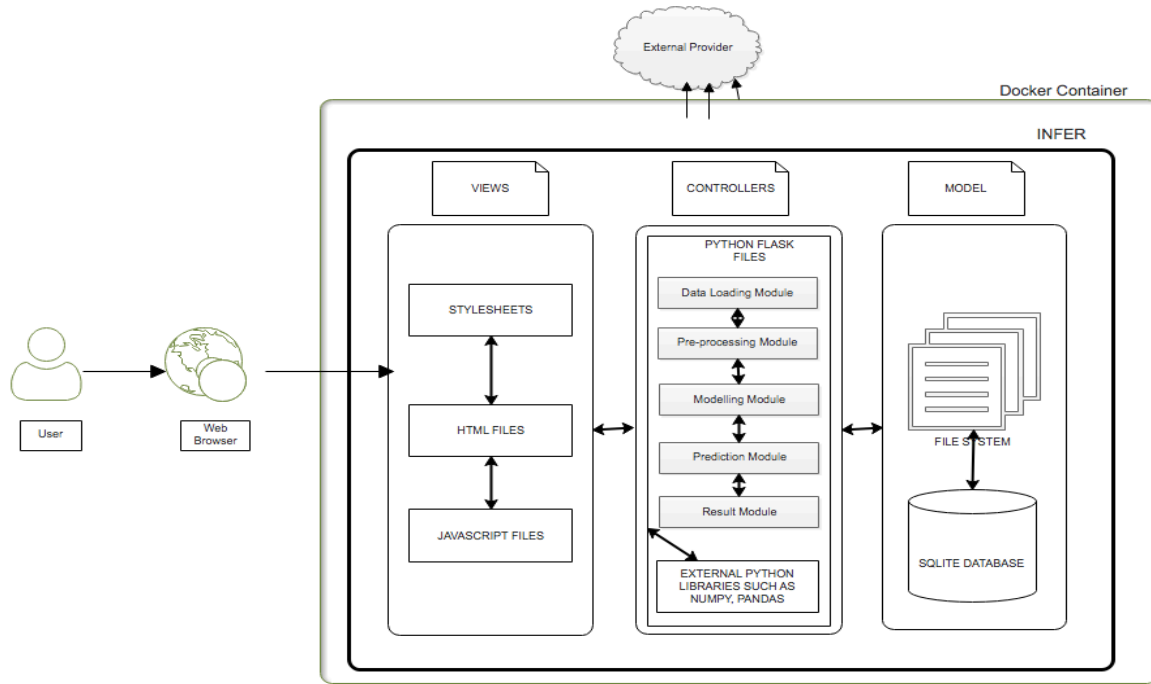 External Provider
Docker Container
INFER
VIEWS
CONTROLLERS
MODEL
PYTHON FLASK
FILES
STYLESHEETS
HTML FILES
JAVASCRIPT FILES
Data Loading Module
Pre-processing Module
Modelling Module
Prediction Module
Result Module
EXTERNAL PYTHON
LIBRARIES SUCH AS
NUMPY, PANDAS
FILE SYSTEM
SQLITE DATABASE
User
Web
Browser